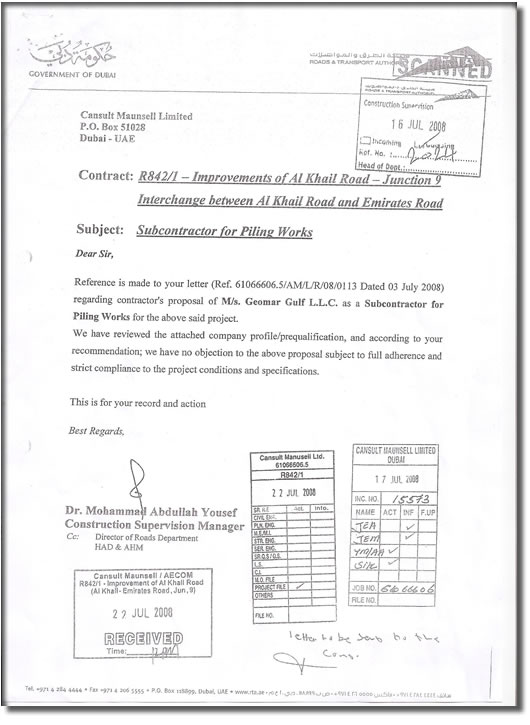 حكومة دبي
GOVERNMENT OF DUBAI
ROADS & TRANSPORT AUTHORITY
SCANNED
ROADS & TRANSPORT AUTHORITY
Construction Supervision
16 JUL 2008
Incoming Outgoing
Ref. No. :
Head of Dept.:
Cansult Maunsell Limited
P.O. Box 51028
Dubai - UAE
Contract: R842/1 – Improvements of Al Khail Road – Junction 9
Interchange between Al Khail Road and Emirates Road
Subject: Subcontractor for Piling Works
Dear Sir,
Reference is made to your letter (Ref. 61066606.5/AM/L/R/08/0113 Dated 03 July 2008)
regarding contractor's proposal of M/s. Geomar Gulf L.L.C. as a Subcontractor for
Piling Works for the above said project.
We have reviewed the attached company profile/prequalification, and according to your
recommendation; we have no objection to the above proposal subject to full adherence and
strict compliance to the project conditions and specifications.
This is for your record and action
Best Regards,
Dr. Mohammad Abdullah Yousef
Construction Supervision Manager
Cc: Director of Roads Department
HAD & AHM
Cansult Maunsell / AECOM
R842/1 - Improvement of Al Khail Road
(Al Khail- Emirates Road, Jun, 9)
22 JUL 2008
RECEIVED
Time:
Cansult Manusell Ltd.
61066606.5
R842/1
22 JUL 2008
SR. R.E Act. Info.
CIVIL ENG.
PLN. ENG.
M.E./M.I.
STR. ENG.
SER. ENG.
SR.Q.S / Q.S.
L.S.
C.I.
M.O. FILE
PROJECT FILE ✓
OTHERS
FILE NO.
CANSULT MAUNSELL LIMITED
DUBAI
17 JUL 2008
INC. NO. 15573
NAME ACT INF F.UP
JEA ✓
JEM ✓
YM/AA ✓
S/K ✓
JOB NO. 61066606
FILE NO.
letter to be sent to the
Cons.
Tel. +971 4 284 4444 • Fax +971 4 206 5555 • P.O. Box 118899, Dubai, UAE • www.rta.ae